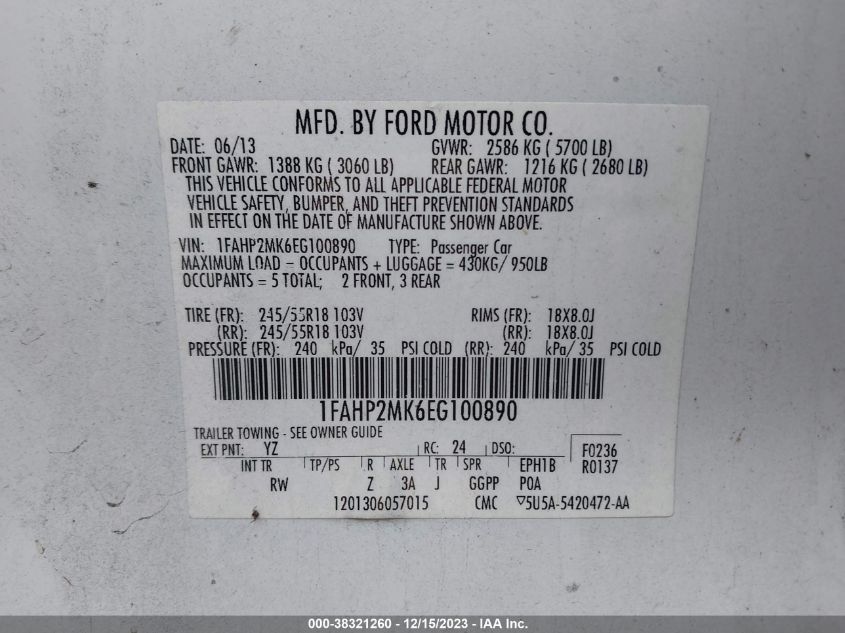 MFD. BY FORD MOTOR CO.
DATE: 06/13 GVWR: 2586 KG ( 5700 LB)
FRONT GAWR: 1388 KG ( 3060 LB) REAR GAWR: 1216 KG ( 2680 LB)
THIS VEHICLE CONFORMS TO ALL APPLICABLE FEDERAL MOTOR
VEHICLE SAFETY, BUMPER, AND THEFT PREVENTION STANDARDS
IN EFFECT ON THE DATE OF MANUFACTURE SHOWN ABOVE.
VIN: 1FAHP2MK6EG100890 TYPE: Passenger Car
MAXIMUM LOAD = OCCUPANTS + LUGGAGE = 430KG/ 950LB
OCCUPANTS = 5 TOTAL; 2 FRONT, 3 REAR
TIRE (FR): 245/55R18 103V RIMS (FR): 18X8.0J
(RR): 245/55R18 103V (RR): 18X8.0J
PRESSURE (FR): 240 kPa/ 35 PSI COLD (RR): 240 kPa/ 35 PSI COLD
1FAHP2MK6EG100890
TRAILER TOWING - SEE OWNER GUIDE
EXT PNT: YZ RC: 24 DSO: F0236
INT TR TP/PS R AXLE TR SPR EPH1B R0137
RW Z 3A J GGPP POA
1201306057015 CMC ▽5U5A-5420472-AA
000-38321260 - 12/15/2023 - IAA Inc.